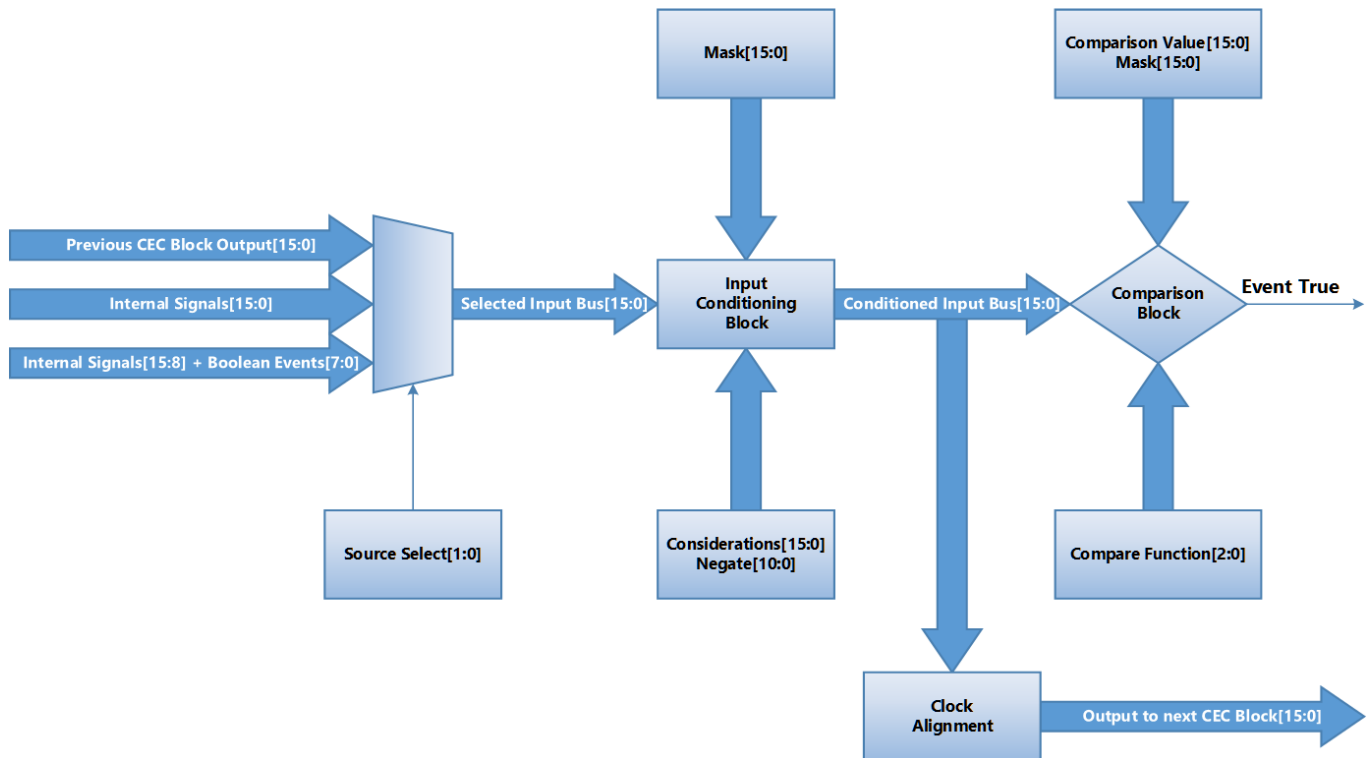 Mask[15:0]
Comparison Value[15:0]
Mask[15:0]
Previous CEC Block Output[15:0]
Internal Signals[15:0]
Internal Signals[15:8] + Boolean Events[7:0]
Selected Input Bus[15:0]
Input
Conditioning
Block
Conditioned Input Bus[15:0]
Comparison
Block
Event True
Source Select[1:0]
Considerations[15:0]
Negate[10:0]
Compare Function[2:0]
Clock
Alignment
Output to next CEC Block[15:0]